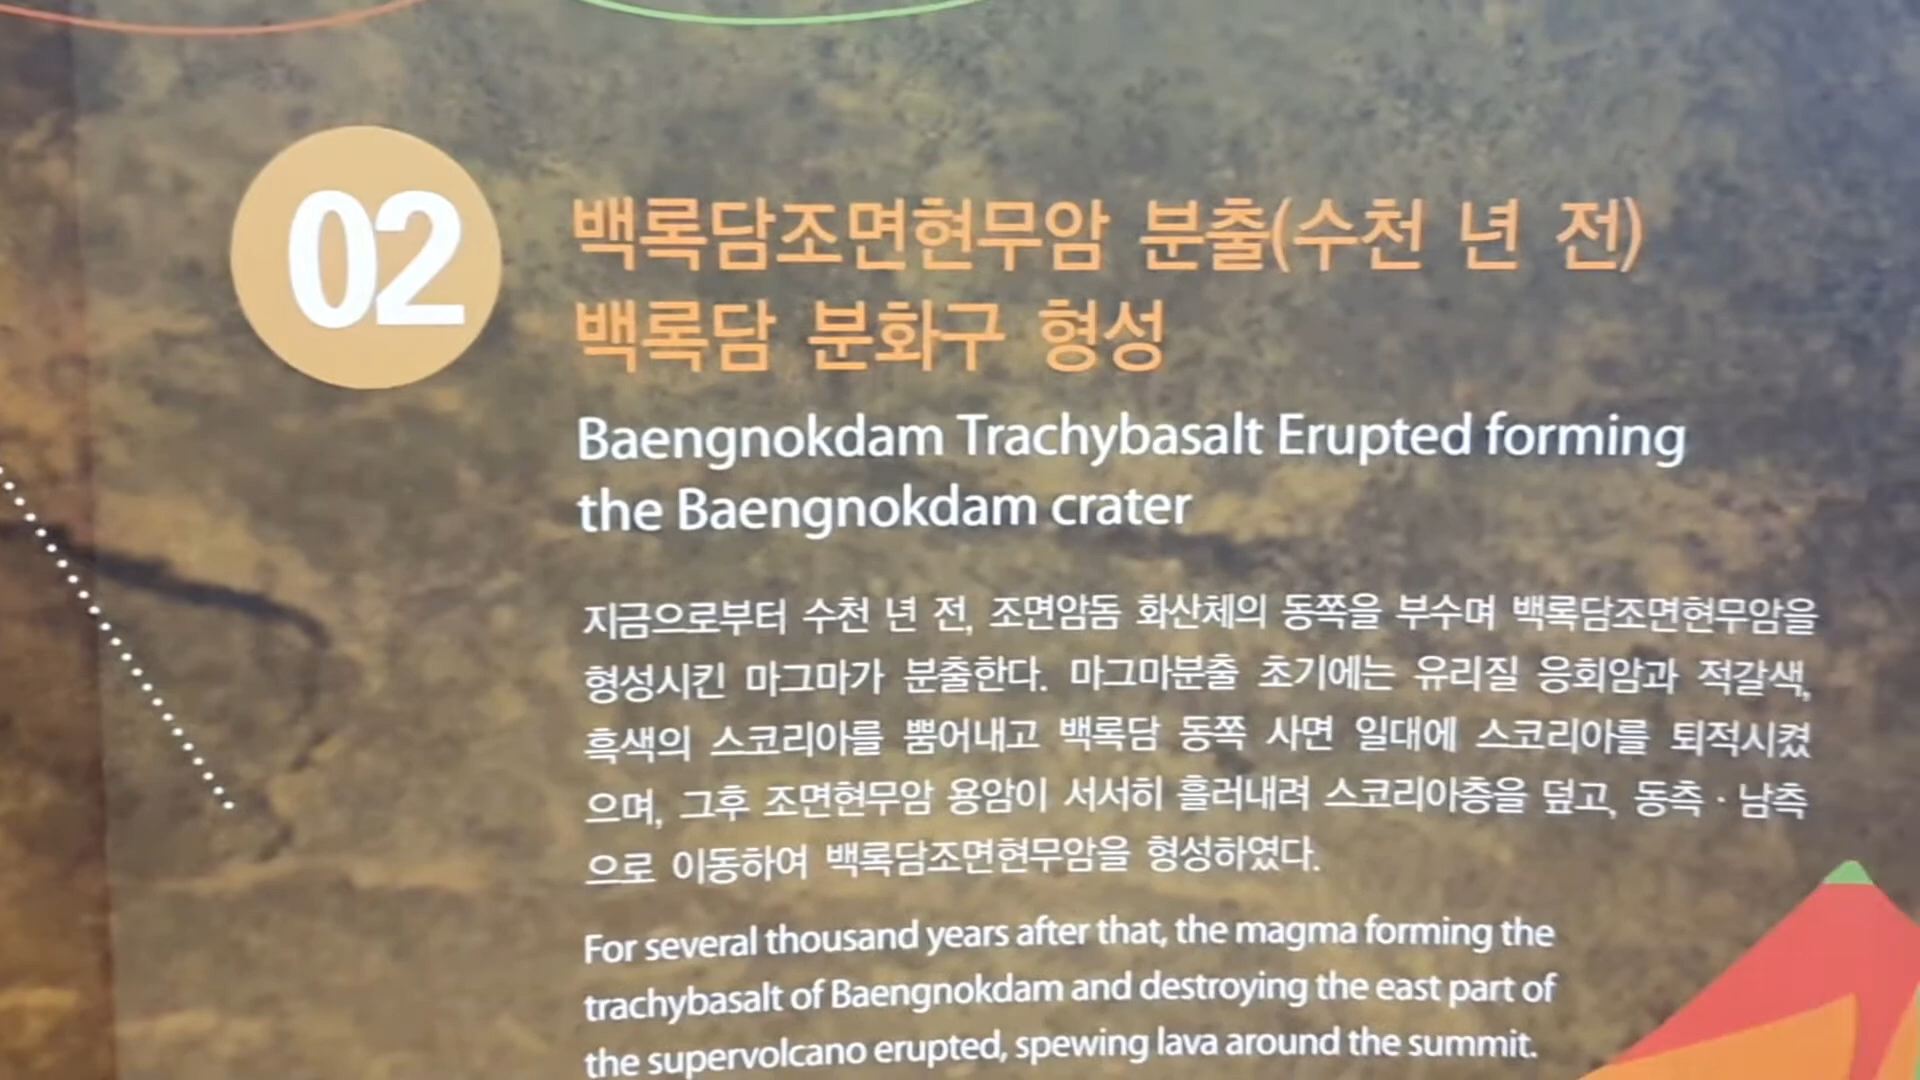 02
백록담조면현무암 분출(수천 년 전)
백록담 분화구 형성
Baengnokdam Trachybasalt Erupted forming
the Baengnokdam crater
지금으로부터 수천 년 전, 조면암돔 화산체의 동쪽을 부수며 백록담조면현무암을
형성시킨 마그마가 분출한다. 마그마분출 초기에는 유리질 응회암과 적갈색,
흑색의 스코리아를 뿜어내고 백록담 동쪽 사면 일대에 스코리아를 퇴적시켰
으며, 그후 조면현무암 용암이 서서히 흘러내려 스코리아층을 덮고, 동측·남측
으로 이동하여 백록담조면현무암을 형성하였다.
For several thousand years after that, the magma forming the
trachybasalt of Baengnokdam and destroying the east part of
the supervolcano erupted, spewing lava around the summit.